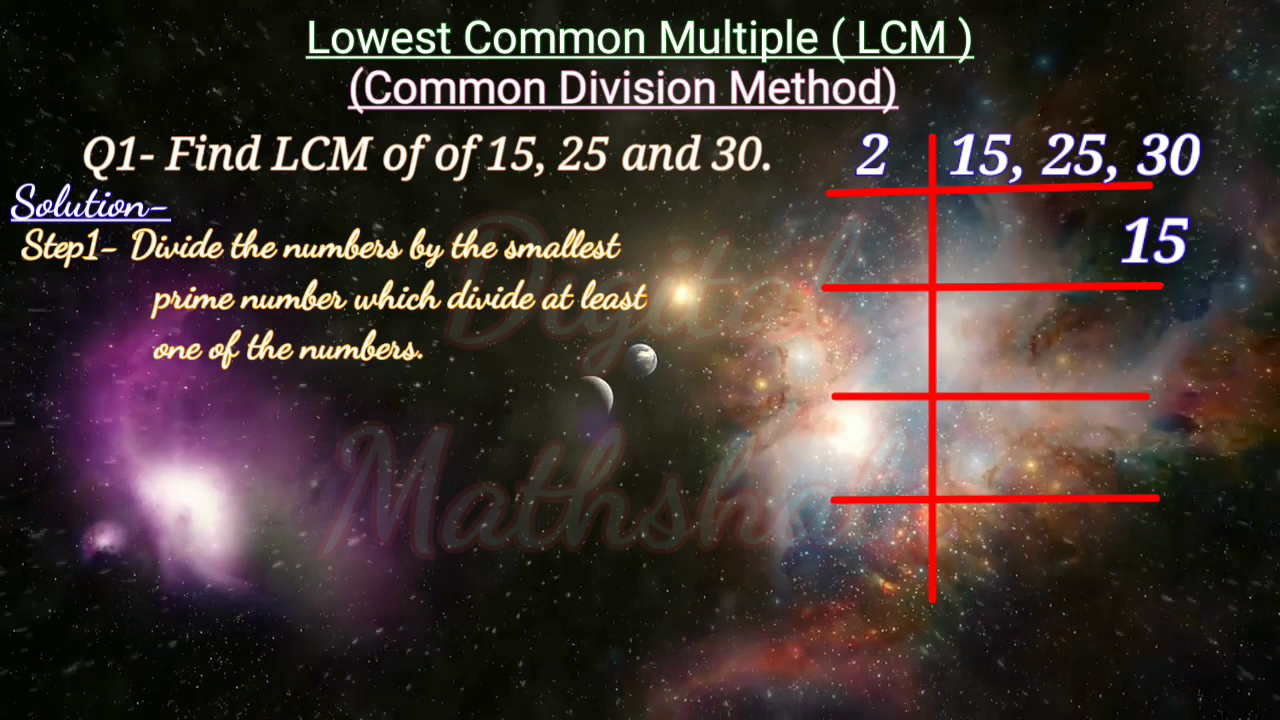 Lowest Common Multiple ( LCM )
(Common Division Method)
Q1- Find LCM of of 15, 25 and 30.
Solution-
Step1- Divide the numbers by the smallest
prime number which divide at least
one of the numbers.
2 15, 25, 30
15
Digital